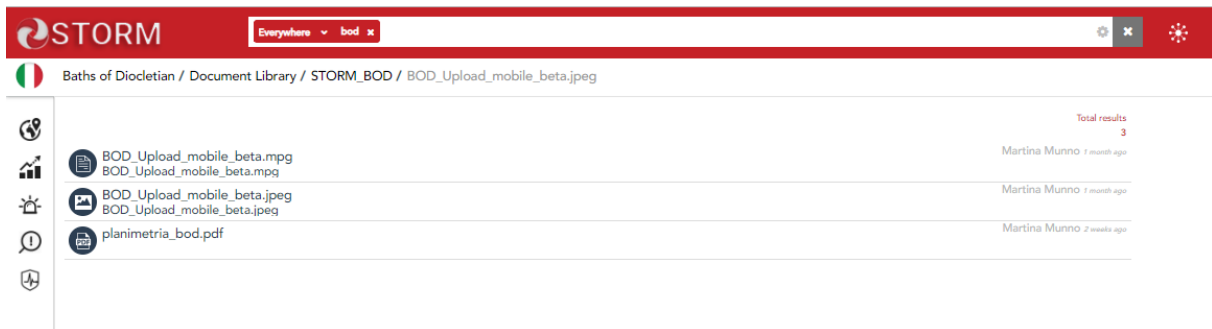 STORM
Everywhere bod x
Baths of Diocletian / Document Library / STORM_BOD / BOD_Upload_mobile_beta.jpeg
Total results
3
BOD_Upload_mobile_beta.mpg
BOD_Upload_mobile_beta.mpg
Martina Munno 1 month ago
BOD_Upload_mobile_beta.jpeg
BOD_Upload_mobile_beta.jpeg
Martina Munno 1 month ago
PDF
planimetria_bod.pdf
Martina Munno 2 weeks ago